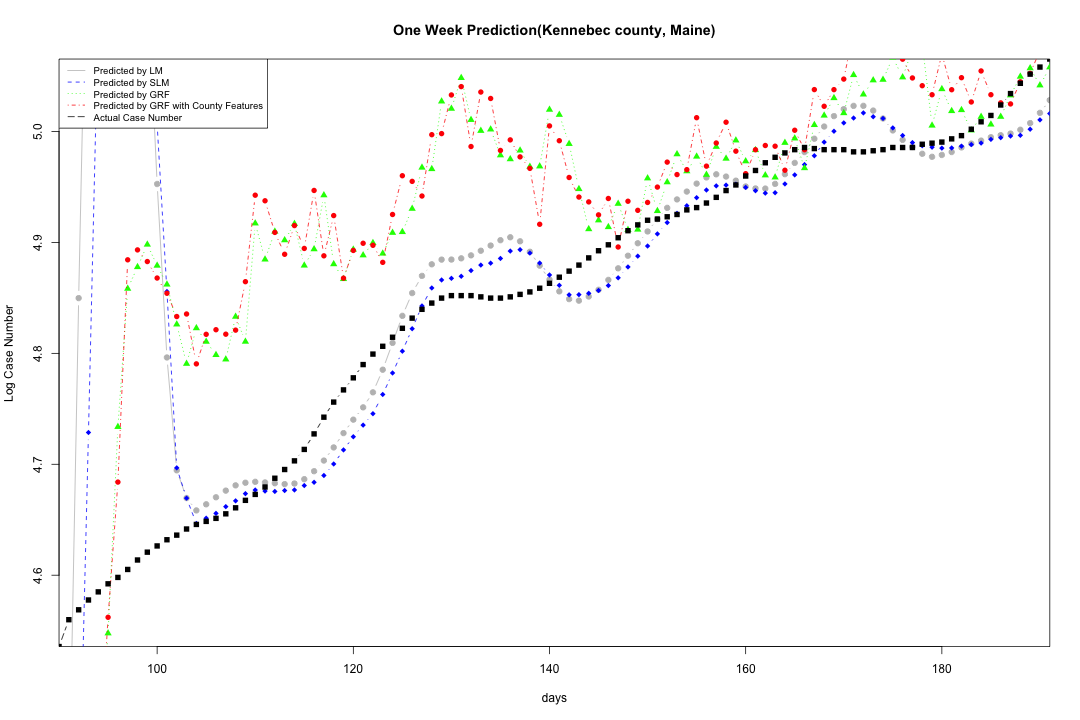 One Week Prediction(Kennebec county, Maine)
Predicted by LM
Predicted by SLM
Predicted by GRF
Predicted by GRF with County Features
Actual Case Number
Log Case Number
5.0
4.9
4.8
4.7
4.6
100 120 140 160 180
days